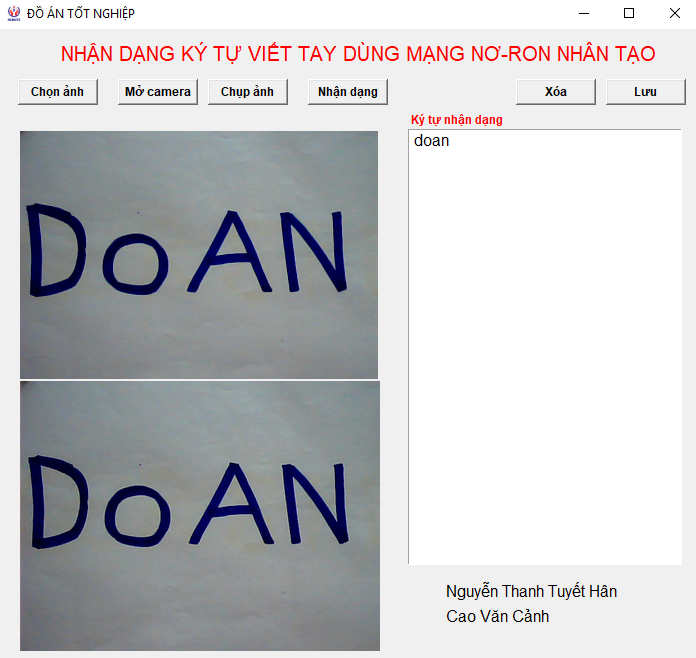 ĐỒ ÁN TỐT NGHIỆP
NHẬN DẠNG KÝ TỰ VIẾT TAY DÙNG MẠNG NƠ-RON NHÂN TẠO
Chọn ảnh Mở camera Chụp ảnh Nhận dạng Xóa Lưu
Ký tự nhận dạng
doan
DoAN
DoAN
Nguyễn Thanh Tuyết Hân
Cao Văn Cảnh